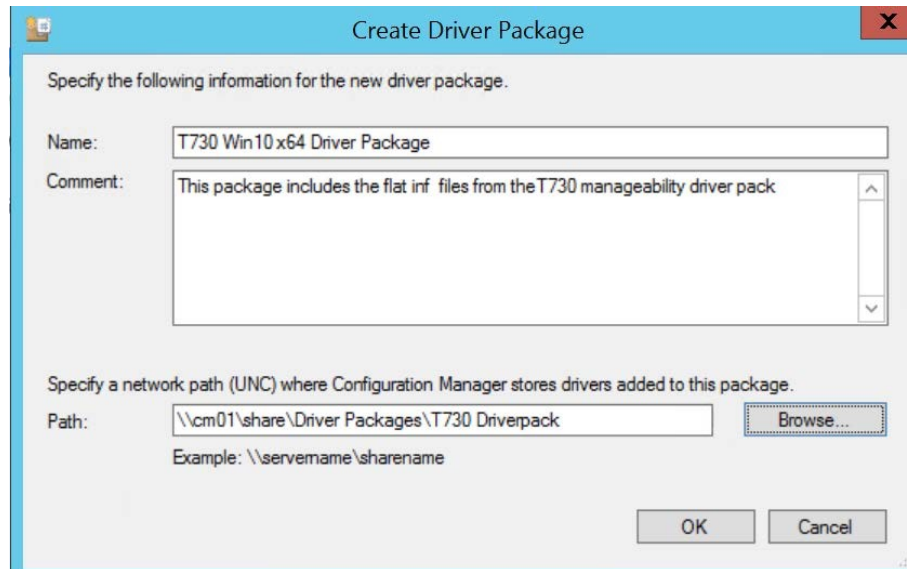 Create Driver Package
X
Specify the following information for the new driver package.
Name:
T730 Win10 x64 Driver Package
Comment:
This package includes the flat inf  files from the T730 manageability driver pack
Specify a network path (UNC) where Configuration Manager stores drivers added to this package.
Path:
\\cm01\share\Driver Packages\T730 Driverpack
Browse...
Example: \\servername\sharename
OK
Cancel